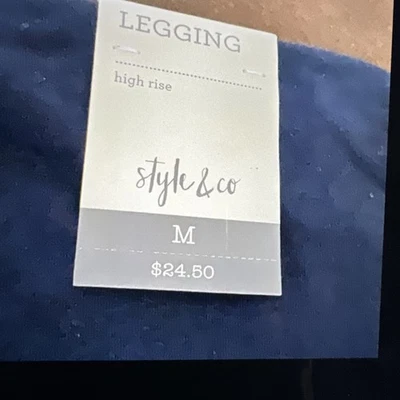 LEGGING
high rise
style & co
M
$24.50